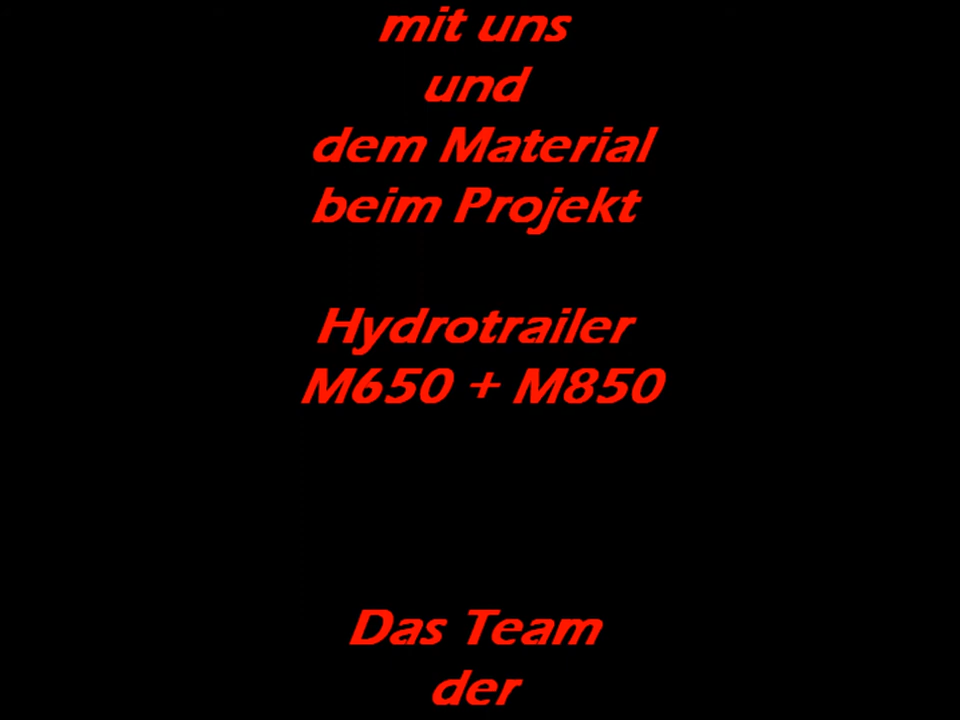 mit uns
und
dem Material
beim Projekt
Hydrotrailer
M650 + M850
Das Team
der